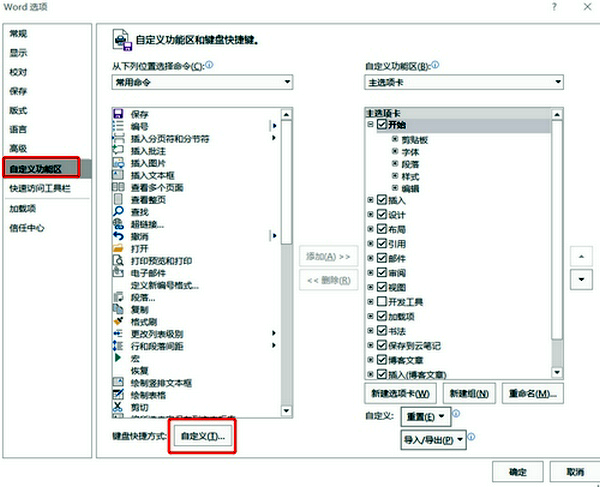 Word 选项
常规
显示
校对
保存
版式
语言
高级
自定义功能区
快速访问工具栏
加载项
信任中心
自定义功能区和键盘快捷键。
从下列位置选择命令(C):
常用命令
保存
编号
插入分页符和分节符
插入批注
插入图片
插入文本框
查看多个页面
查看整页
查找
超链接...
撤消
打开
打印预览和打印
电子邮件
定义新编号格式...
段落...
复制
格式刷
更改列表级别
行和段落间距
宏
恢复
绘制竖排文本框
绘制表格
剪切
键盘快捷方式: 自定义(T)...
添加(A) >>
<< 删除(R)
自定义功能区(B):
主选项卡
主选项卡
开始
剪贴板
字体
段落
样式
编辑
插入
设计
布局
引用
邮件
审阅
视图
开发工具
加载项
书法
保存到云笔记
博客文章
插入(博客文章)
新建选项卡(W) 新建组(N) 重命名(M)...
自定义: 重置(E)
导入/导出(P)
确定 取消